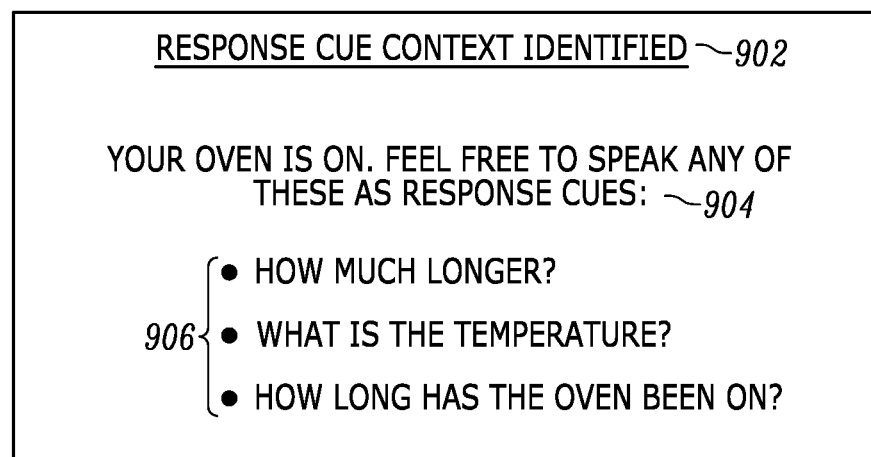 RESPONSE CUE CONTEXT IDENTIFIED 902
YOUR OVEN IS ON. FEEL FREE TO SPEAK ANY OF
THESE AS RESPONSE CUES: 904
● HOW MUCH LONGER?
906 ● WHAT IS THE TEMPERATURE?
● HOW LONG HAS THE OVEN BEEN ON?